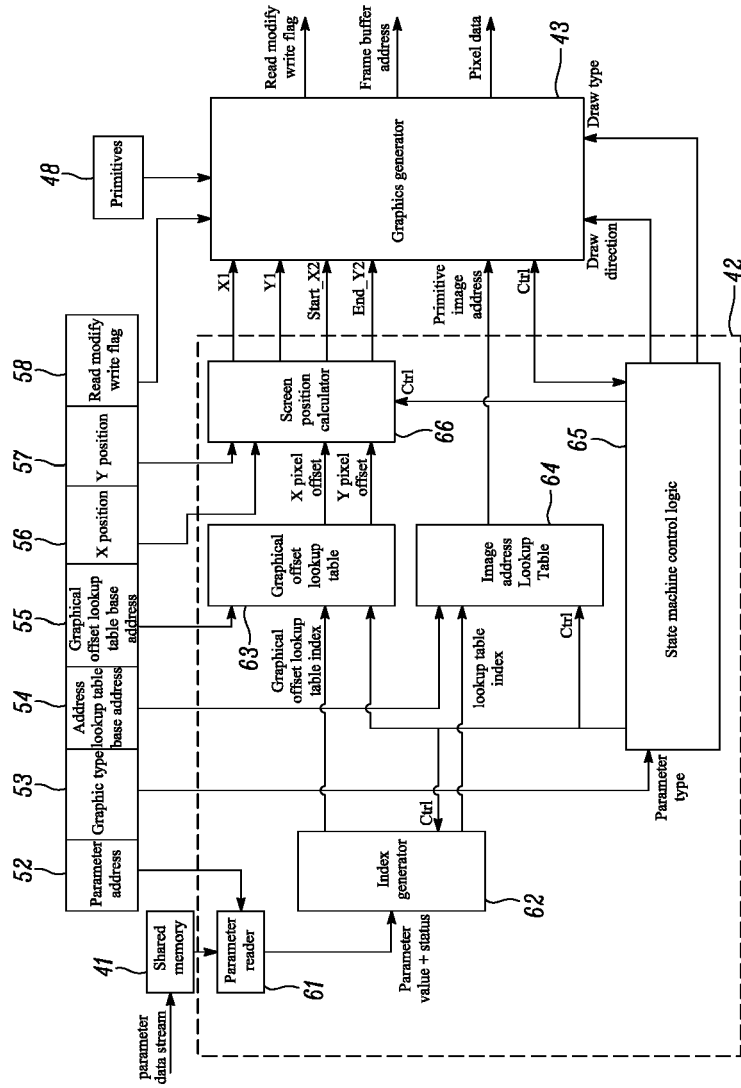 52
53
54
55
56
57
58
48
Parameter
address
Graphic type
Address
lookup table
base address
Graphical
offset lookup
table base
address
X position
Y position
Read modify
write flag
Primitives
parameter
data stream
41
Shared
memory
Parameter
reader
61
Parameter
value + status
Index
generator
62
Ctrl
Graphical
offset lookup
table index
lookup table
index
63
Graphical
offset lookup
table
X pixel
offset
Y pixel
offset
Screen
position
calculator
66
Ctrl
Image
address
Lookup
Table
64
Ctrl
Parameter
type
State machine control logic
65
42
X1
Y1
Start_X2
End_Y2
Primitive
image
address
Ctrl
Draw
direction
Draw type
Graphics
generator
43
Read modify
write flag
Frame buffer
address
Pixel data